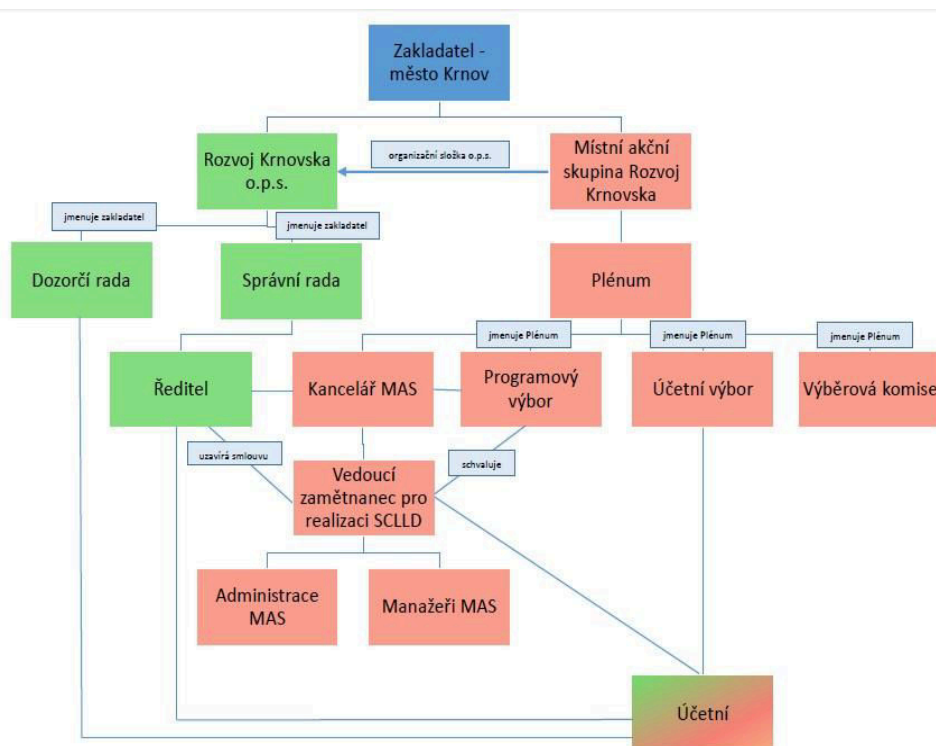 Zakladatel -
město Krnov
Rozvoj Krnovska
o.p.s.
organizační složka o.p.s.
Místní akční
skupina Rozvoj
Krnovska
jmenuje zakladatel
jmenuje zakladatel
Dozorčí rada
Správní rada
Plénum
jmenuje Plénum
jmenuje Plénum
jmenuje Plénum
Ředitel
Kancelář MAS
Programový
výbor
Účetní výbor
Výběrová komise
uzavírá smlouvu
schvaluje
Vedoucí
zamětnanec pro
realizaci SCLLD
Administrace
MAS
Manažeři MAS
Účetní